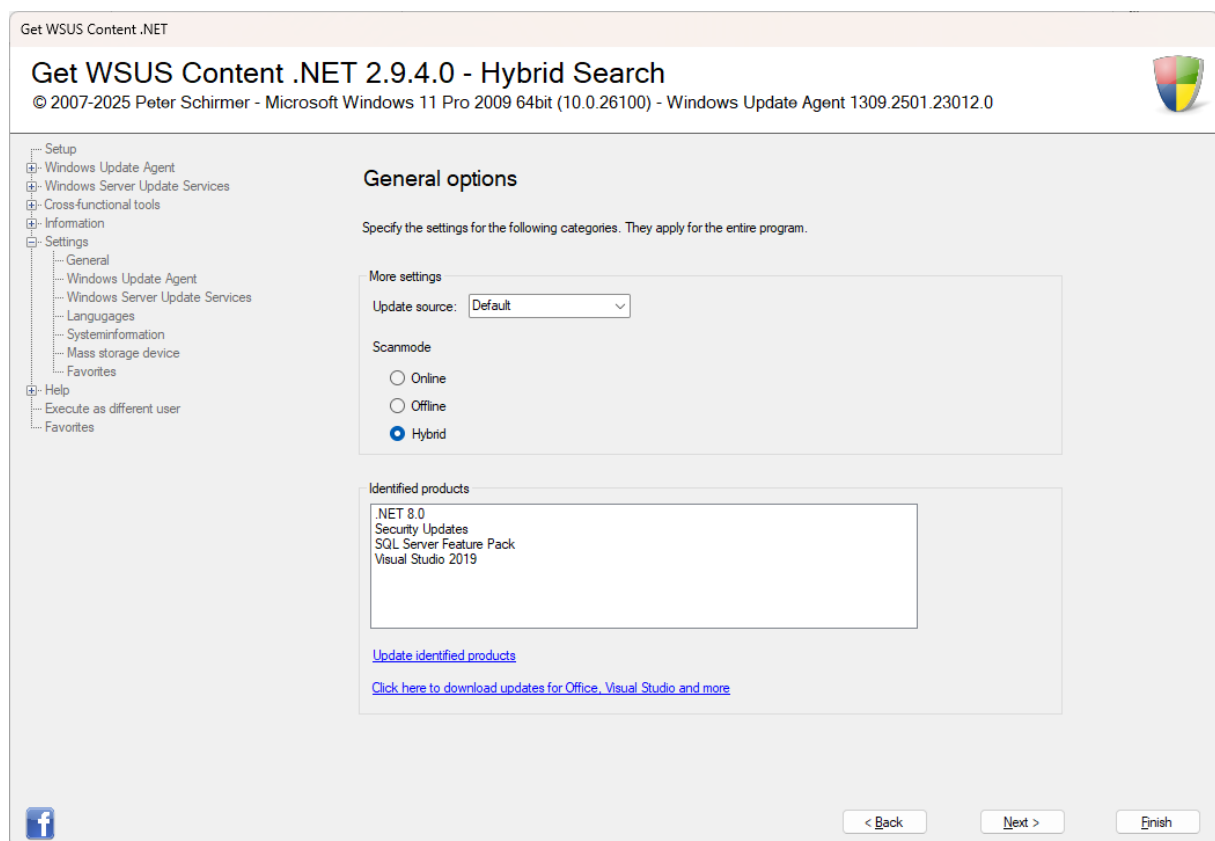 Get WSUS Content .NET
Get WSUS Content .NET 2.9.4.0 - Hybrid Search
© 2007-2025 Peter Schirmer - Microsoft Windows 11 Pro 2009 64bit (10.0.26100) - Windows Update Agent 1309.2501.23012.0
Setup
Windows Update Agent
Windows Server Update Services
Cross-functional tools
Information
Settings
General
Windows Update Agent
Windows Server Update Services
Langugages
Systeminformation
Mass storage device
Favorites
Help
Execute as different user
Favorites
General options
Specify the settings for the following categories. They apply for the entire program.
More settings
Update source: Default
Scanmode
Online
Offline
Hybrid
Identified products
.NET 8.0
Security Updates
SQL Server Feature Pack
Visual Studio 2019
Update identified products
Click here to download updates for Office, Visual Studio and more
< Back Next > Finish